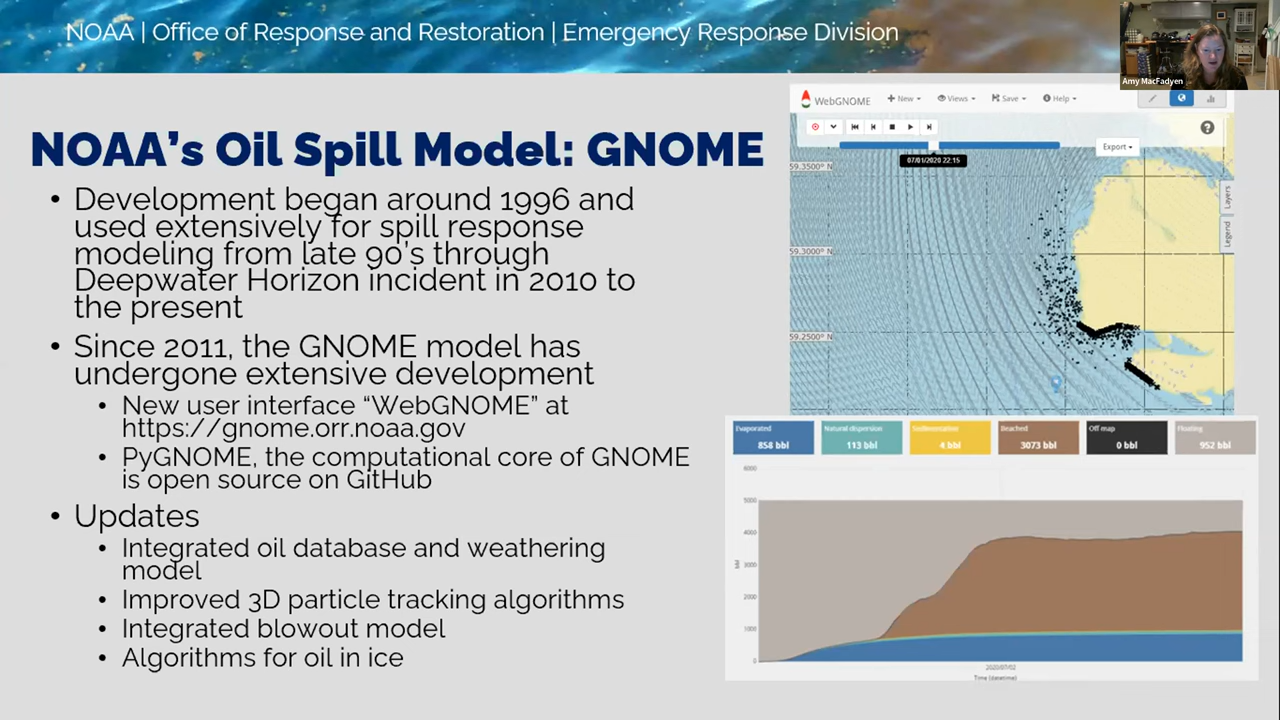 NOAA | Office of Response and Restoration | Emergency Response Division
Amy MacFadyen
NOAA's Oil Spill Model: GNOME
• Development began around 1996 and
used extensively for spill response
modeling from late 90's through
Deepwater Horizon incident in 2010 to
the present
• Since 2011, the GNOME model has
undergone extensive development
• New user interface “WebGNOME” at
https://gnome.orr.noaa.gov
• PyGNOME, the computational core of GNOME
is open source on GitHub
• Updates
• Integrated oil database and weathering
model
• Improved 3D particle tracking algorithms
• Integrated blowout model
• Algorithms for oil in ice
WebGNOME New Views Save Help
Export
07/01/2020 22:15
59.3500° N
Layers
Legend
59.3000° N
59.2500° N
Evaporated Natural dispersion Sedimentation Beached Off map Floating
858 bbl 113 bbl 4 bbl 3073 bbl 0 bbl 952 bbl
6000
5000
4000
3000
2000
1000
0
bbl
2020/07/02
Time (datetime)